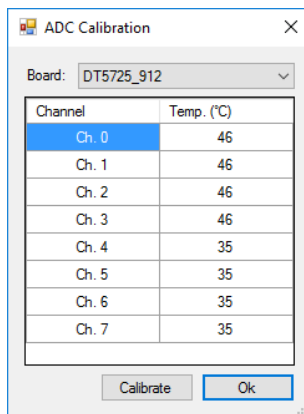 ADC Calibration
Board: DT5725_912
Channel Temp. (°C)
Ch. 0 46
Ch. 1 46
Ch. 2 46
Ch. 3 46
Ch. 4 35
Ch. 5 35
Ch. 6 35
Ch. 7 35
Calibrate Ok